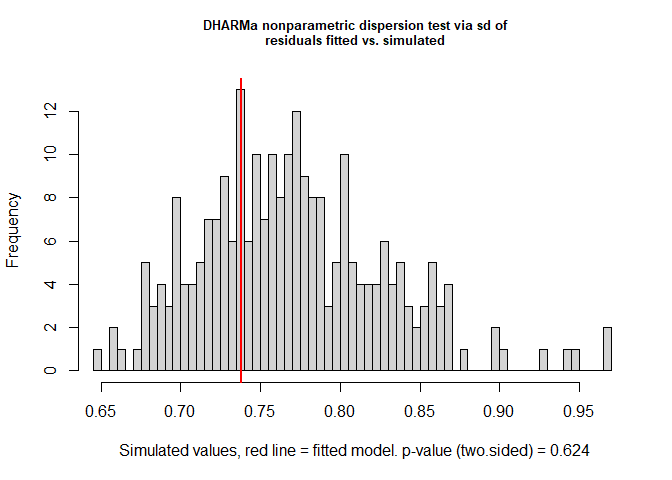 DHARMa nonparametric dispersion test via sd of
residuals fitted vs. simulated
Frequency
12
10
8
6
4
2
0
0.65 0.70 0.75 0.80 0.85 0.90 0.95
Simulated values, red line = fitted model. p-value (two.sided) = 0.624